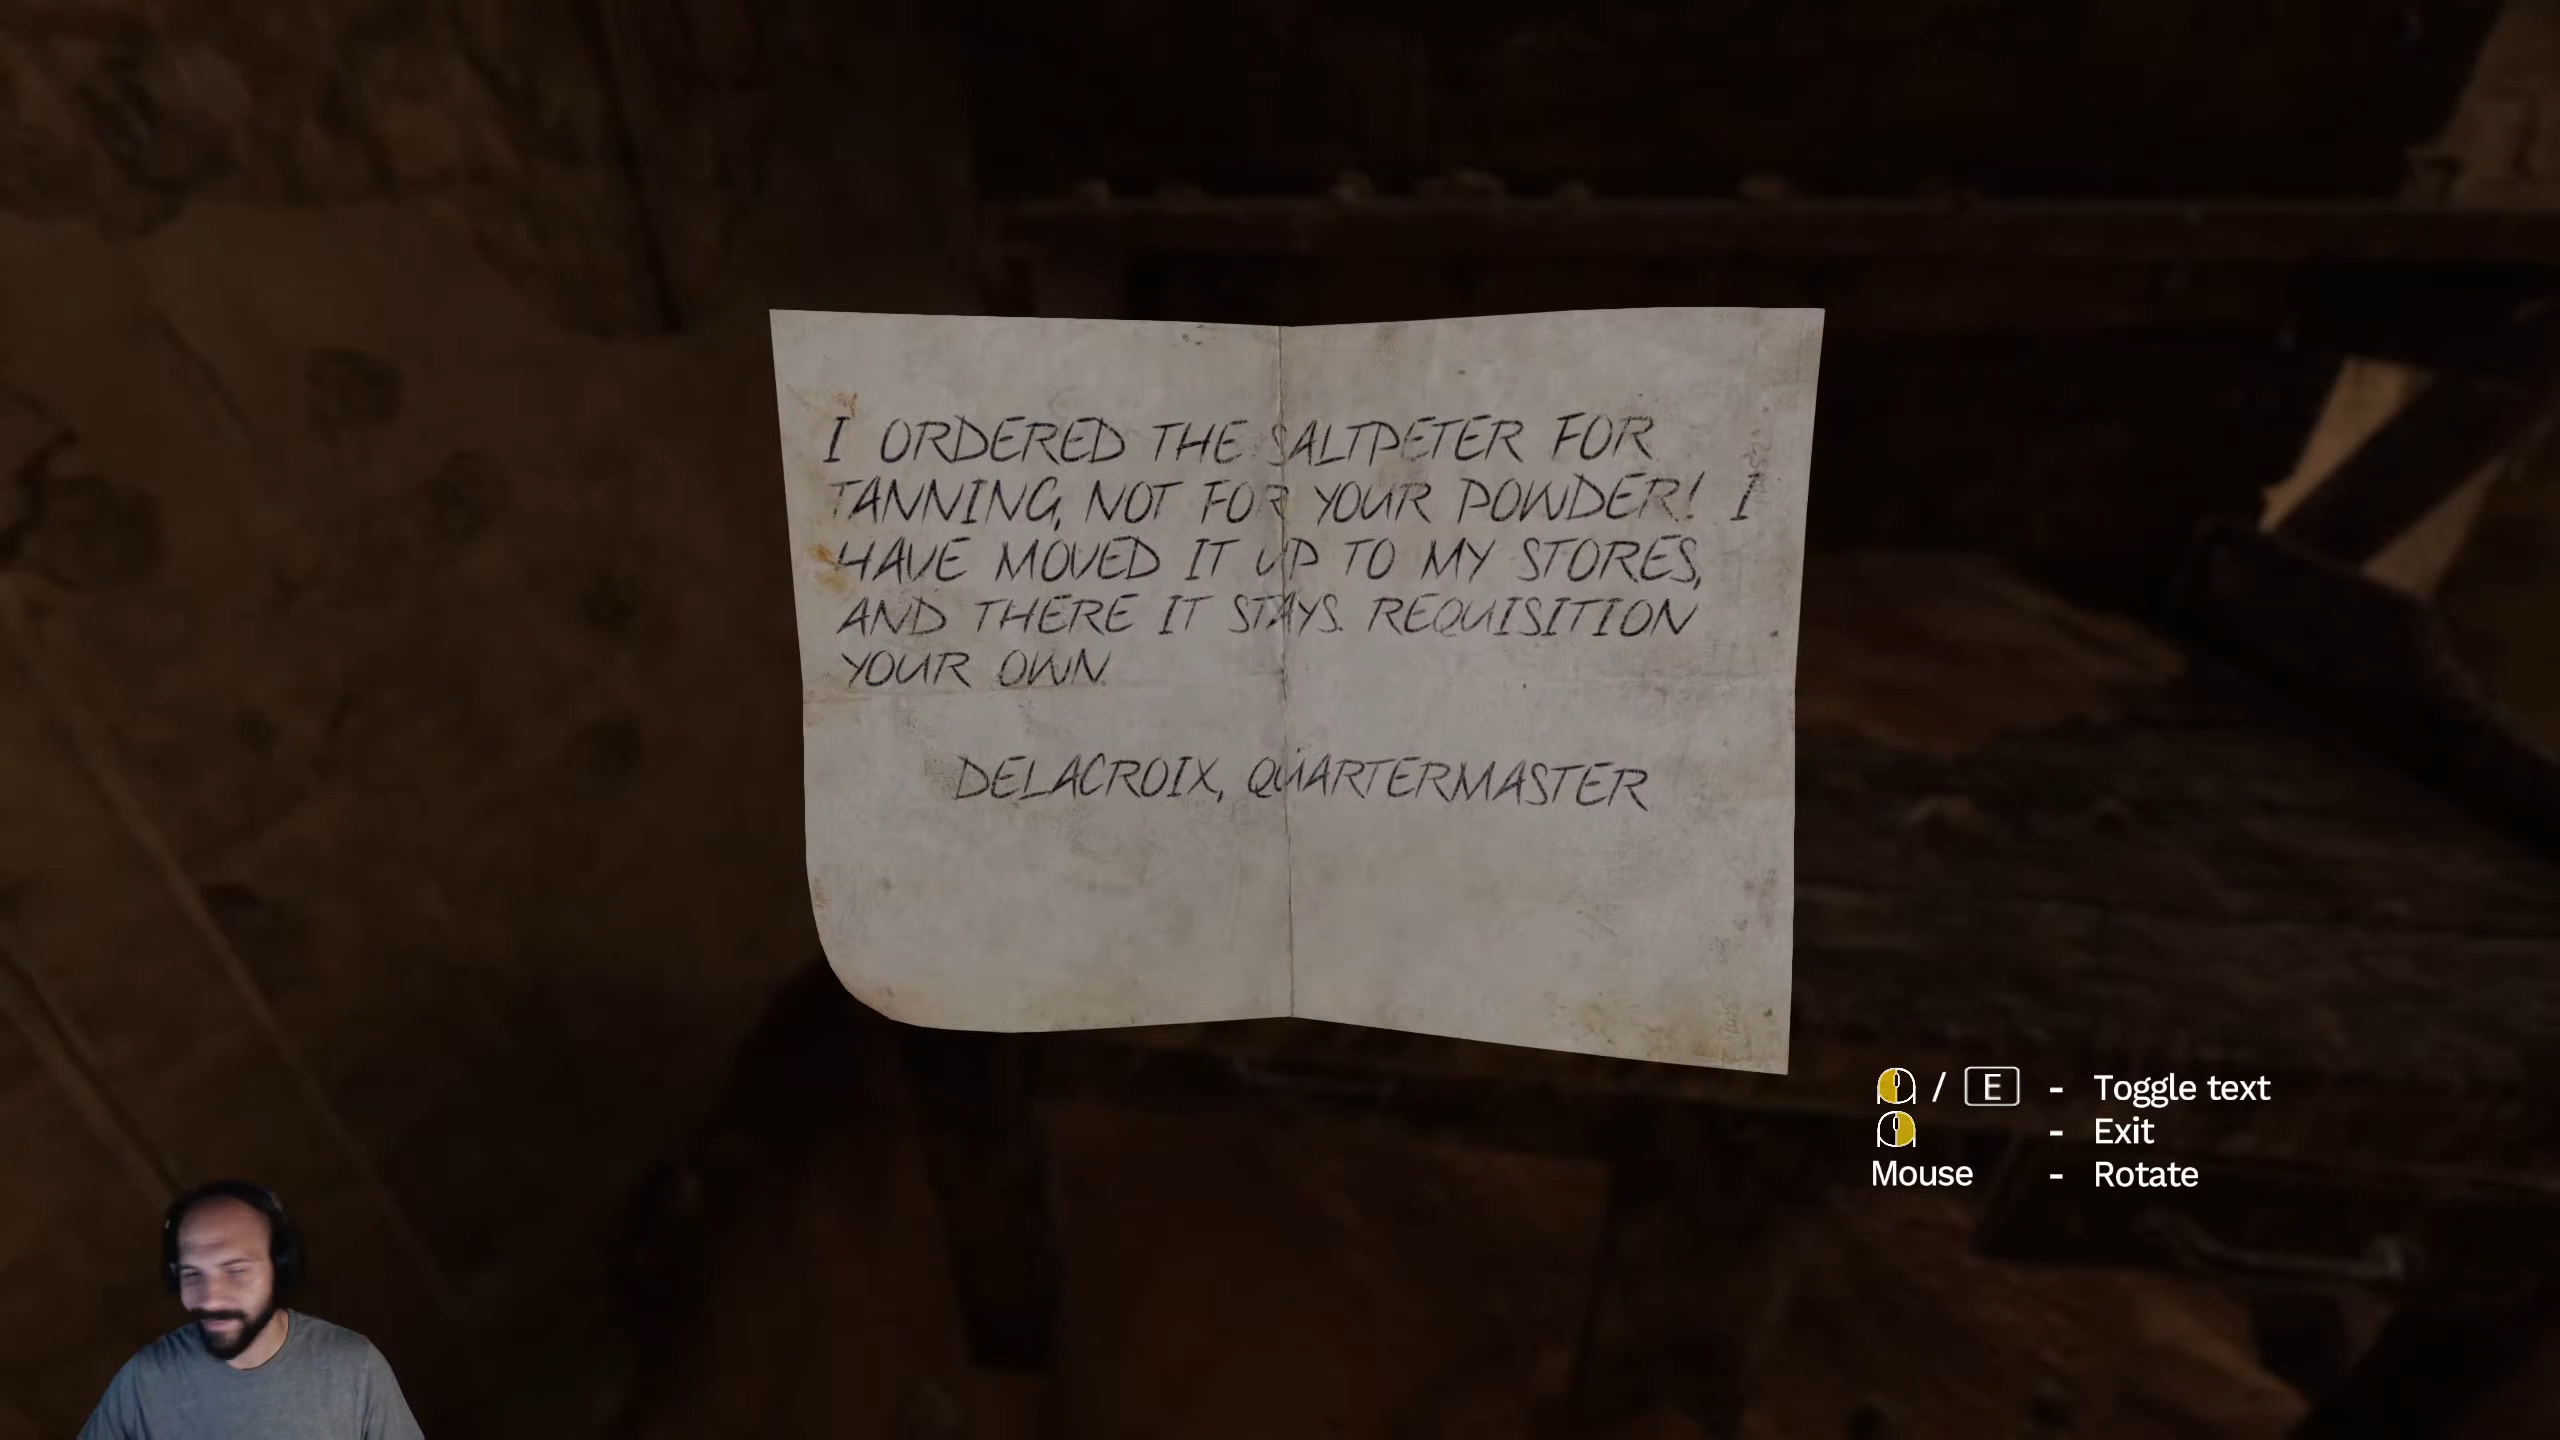 I ORDERED THE SALTPETER FOR
TANNING, NOT FOR YOUR POWDER! I
HAVE MOVED IT UP TO MY STORES,
AND THERE IT STAYS. REQUISITION
YOUR OWN.
DELACROIX, QUARTERMASTER
/ E - Toggle text
- Exit
Mouse - Rotate